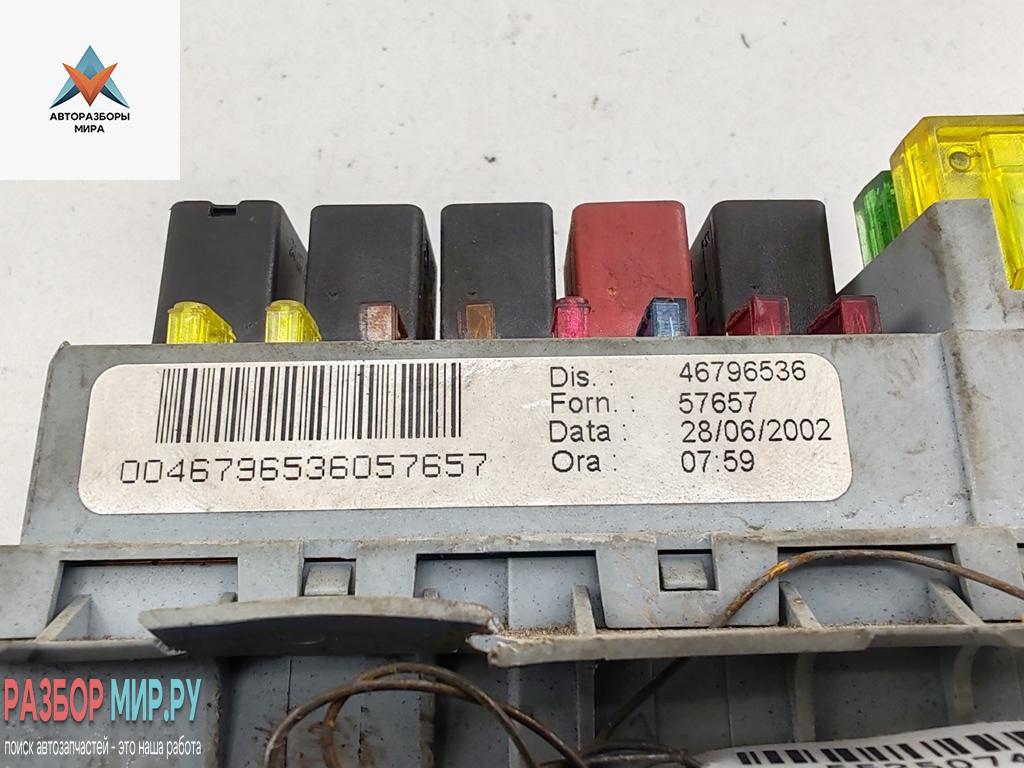 АВТОРАЗБОРЫ
МИРА
Dis. : 46796536
Forn. : 57657
Data : 28/06/2002
Ora : 07:59
0046796536057657
РАЗБОР МИР.РУ
поиск автозапчастей - это наша работа